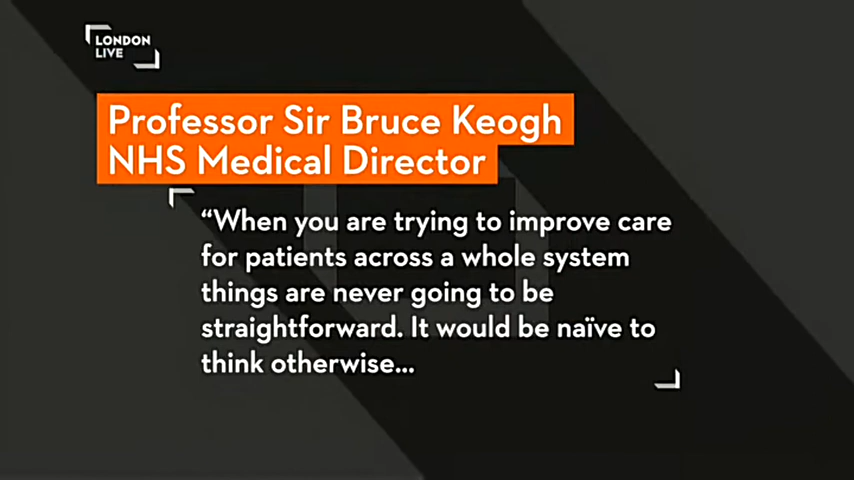 LONDON
LIVE
Professor Sir Bruce Keogh
NHS Medical Director
“When you are trying to improve care
for patients across a whole system
things are never going to be
straightforward. It would be naïve to
think otherwise...